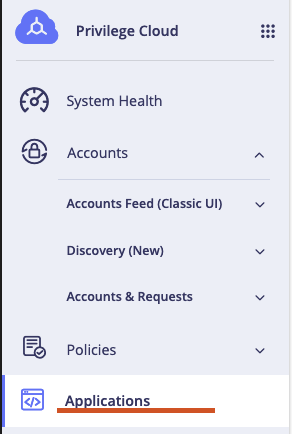 Privilege Cloud
System Health
Accounts
Accounts Feed (Classic UI)
Discovery (New)
Accounts & Requests
Policies
Applications